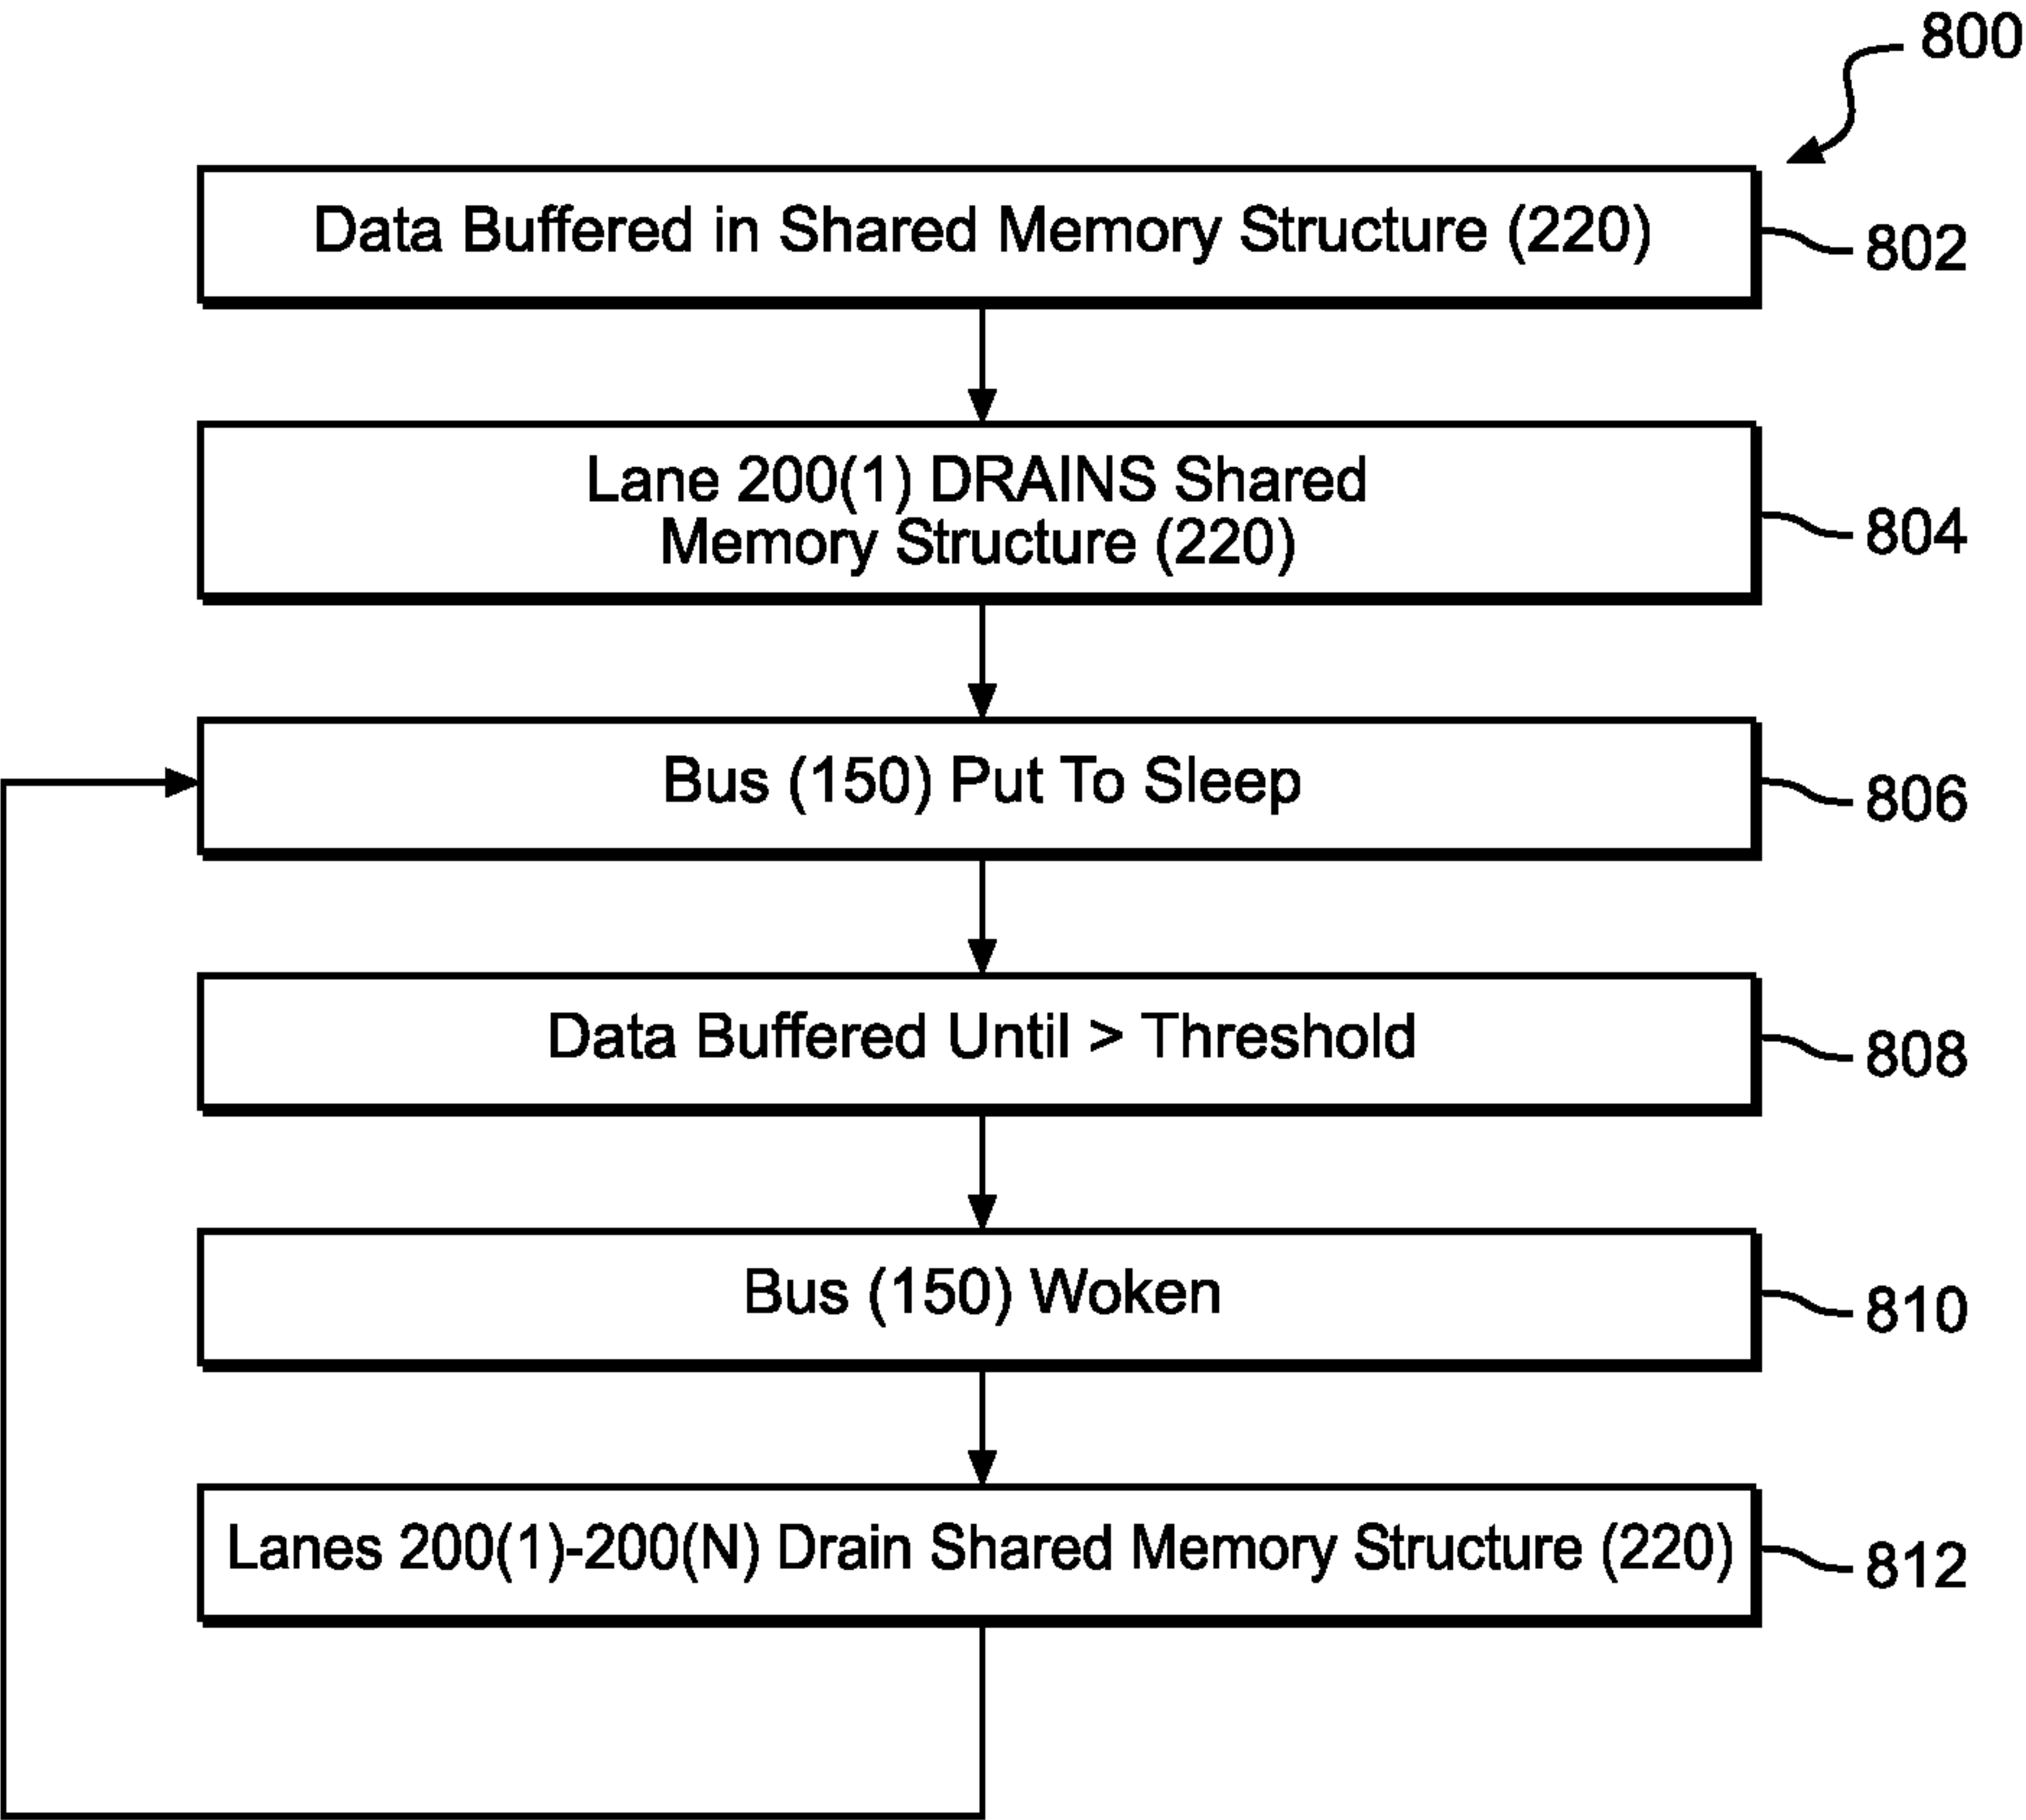 800
Data Buffered in Shared Memory Structure (220)
802
Lane 200(1) DRAINS Shared
Memory Structure (220)
804
Bus (150) Put To Sleep
806
Data Buffered Until > Threshold
808
Bus (150) Woken
810
Lanes 200(1)-200(N) Drain Shared Memory Structure (220)
812